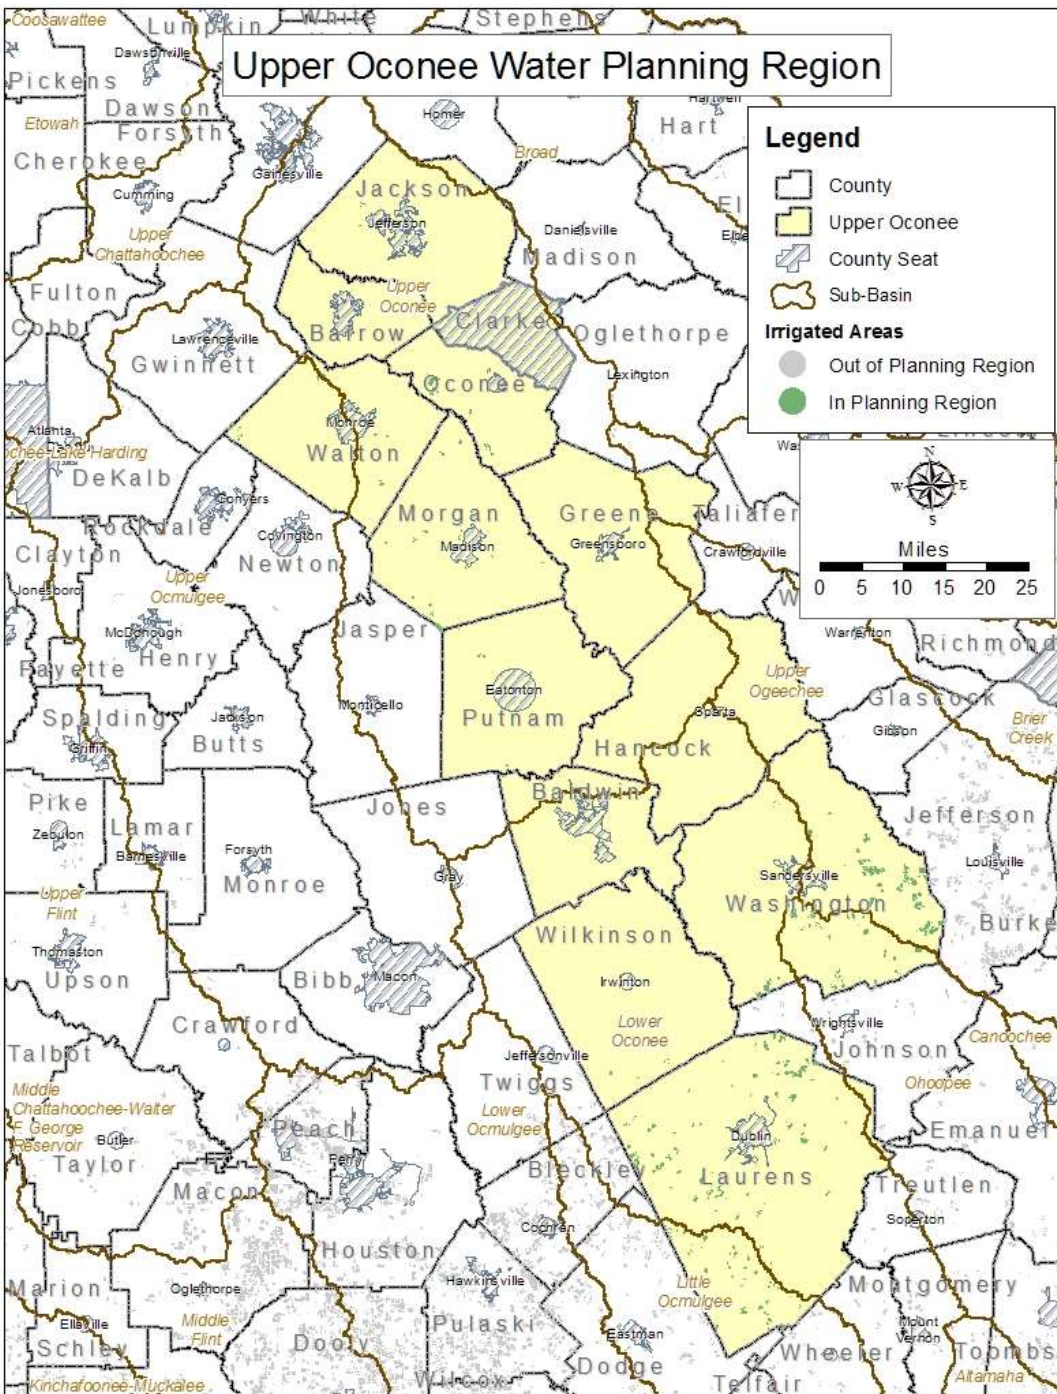 Coosawattee
Lumpkin
White
Stephens
Dawsonville
Upper Oconee Water Planning Region
Pickens
Dawson
Etowah
Forsyth
Homer
Hartwell
Hart
Cherokee
Broad
Gainesville
Cumming
Jackson
Jefferson
Danielsville
Madison
Upper
Chattahoochee
Fulton
Upper
Oconee
Cobb
Barrow
Clarke
Oglethorpe
Lawrenceville
Gwinnett
Lexington
Oconee
Legend
County
Upper Oconee
County Seat
Sub-Basin
Irrigated Areas
Out of Planning Region
In Planning Region
N
W
E
S
Miles
0 5 10 15 20 25
Atlanta
Monroe
Walton
DeKalb
Conyers
Rockdale
Morgan
Greene
Taliafer
Clayton
Covington
Newton
Madison
Greensboro
Crawfordville
Jonesboro
Upper
Ocmulgee
McDonough
Henry
Jasper
Warrenton
Richmond
Fayette
Upper
Ogeechee
Glascock
Spalding
Griffin
Jackson
Butts
Monticello
Eatonton
Putnam
Sparta
Hancock
Gibson
Brier
Creek
Pike
Zebulon
Lamar
Barnesville
Jones
Baldwin
Jefferson
Forsyth
Monroe
Gray
Sandersville
Washington
Louisville
Upper
Flint
Burke
Thomaston
Upson
Bibb
Macon
Wilkinson
Irwinton
Crawford
Lower
Oconee
Wrightsville
Johnson
Canoochee
Talbot
Jeffersonville
Twiggs
Ohoopee
Middle
Chattahoochee-Walter
F. George
Reservoir
Butler
Taylor
Peach
Perry
Lower
Ocmulgee
Dublin
Laurens
Emanuel
Macon
Bleckley
Treutlen
Cochran
Soperton
Houston
Marion
Oglethorpe
Hawkinsville
Little
Ocmulgee
Montgomery
Ellaville
Schley
Middle
Flint
Dooly
Pulaski
Eastman
Dodge
Wheeler
Mount
Vernon
Toombs
Kinchafoonee-Muckalee
Wilcox
Telfair
Altamaha